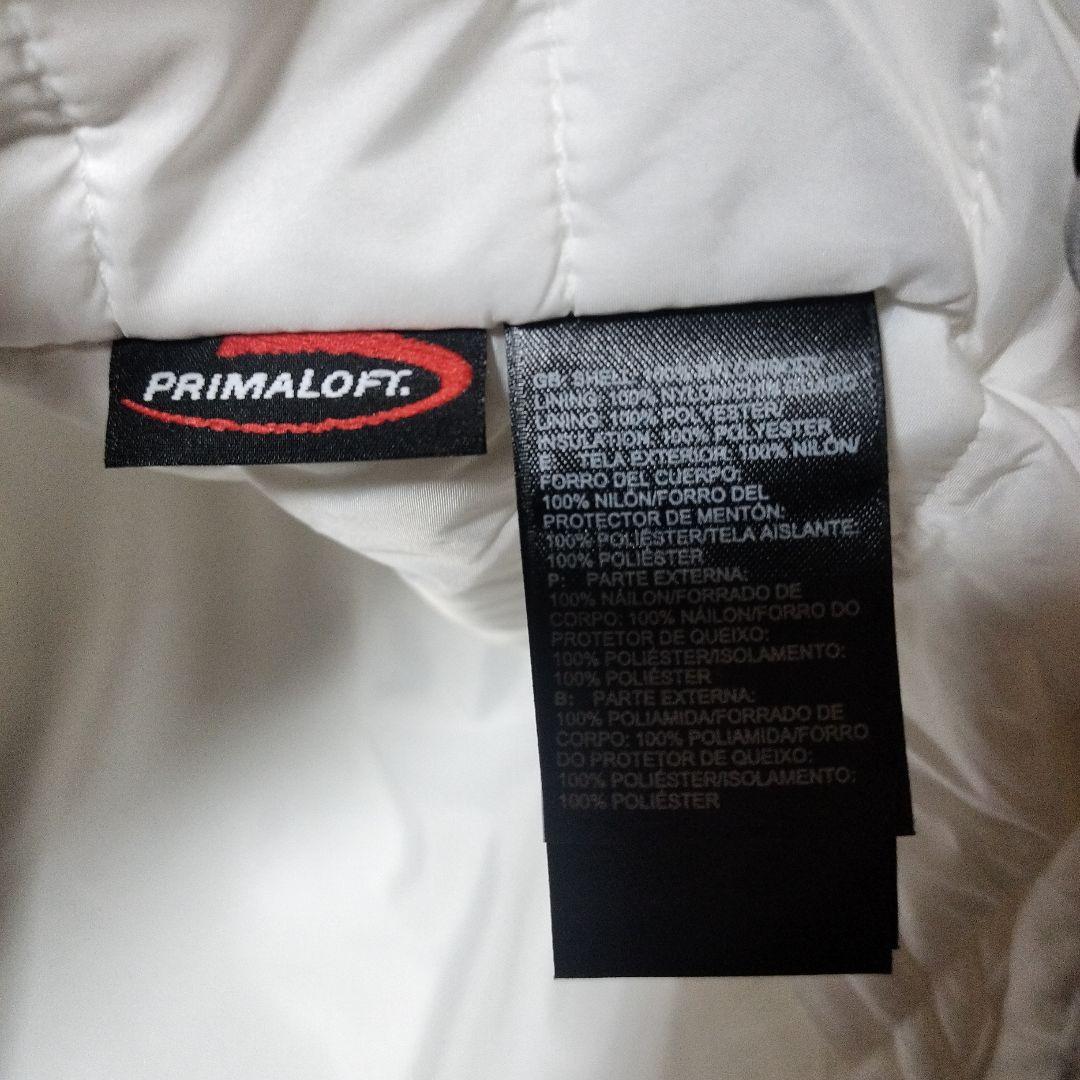 PRIMALOFT.
GB: SHELL: 100% NYLON/BODY
LINING: 100% NYLON/CHIN GUARD
LINING: 100% POLYESTER/
INSULATION: 100% POLYESTER
E: TELA EXTERIOR: 100% NILÓN/
FORRO DEL CUERPO:
100% NILÓN/FORRO DEL
PROTECTOR DE MENTÓN:
100% POLIÉSTER/TELA AISLANTE:
100% POLIÉSTER
P: PARTE EXTERNA:
100% NÁILON/FORRADO DE
CORPO: 100% NÁILON/FORRO DO
PROTETOR DE QUEIXO:
100% POLIÉSTER/ISOLAMENTO:
100% POLIÉSTER
B: PARTE EXTERNA:
100% POLIAMIDA/FORRADO DE
CORPO: 100% POLIAMIDA/FORRO
DO PROTETOR DE QUEIXO:
100% POLIÉSTER/ISOLAMENTO:
100% POLIÉSTER